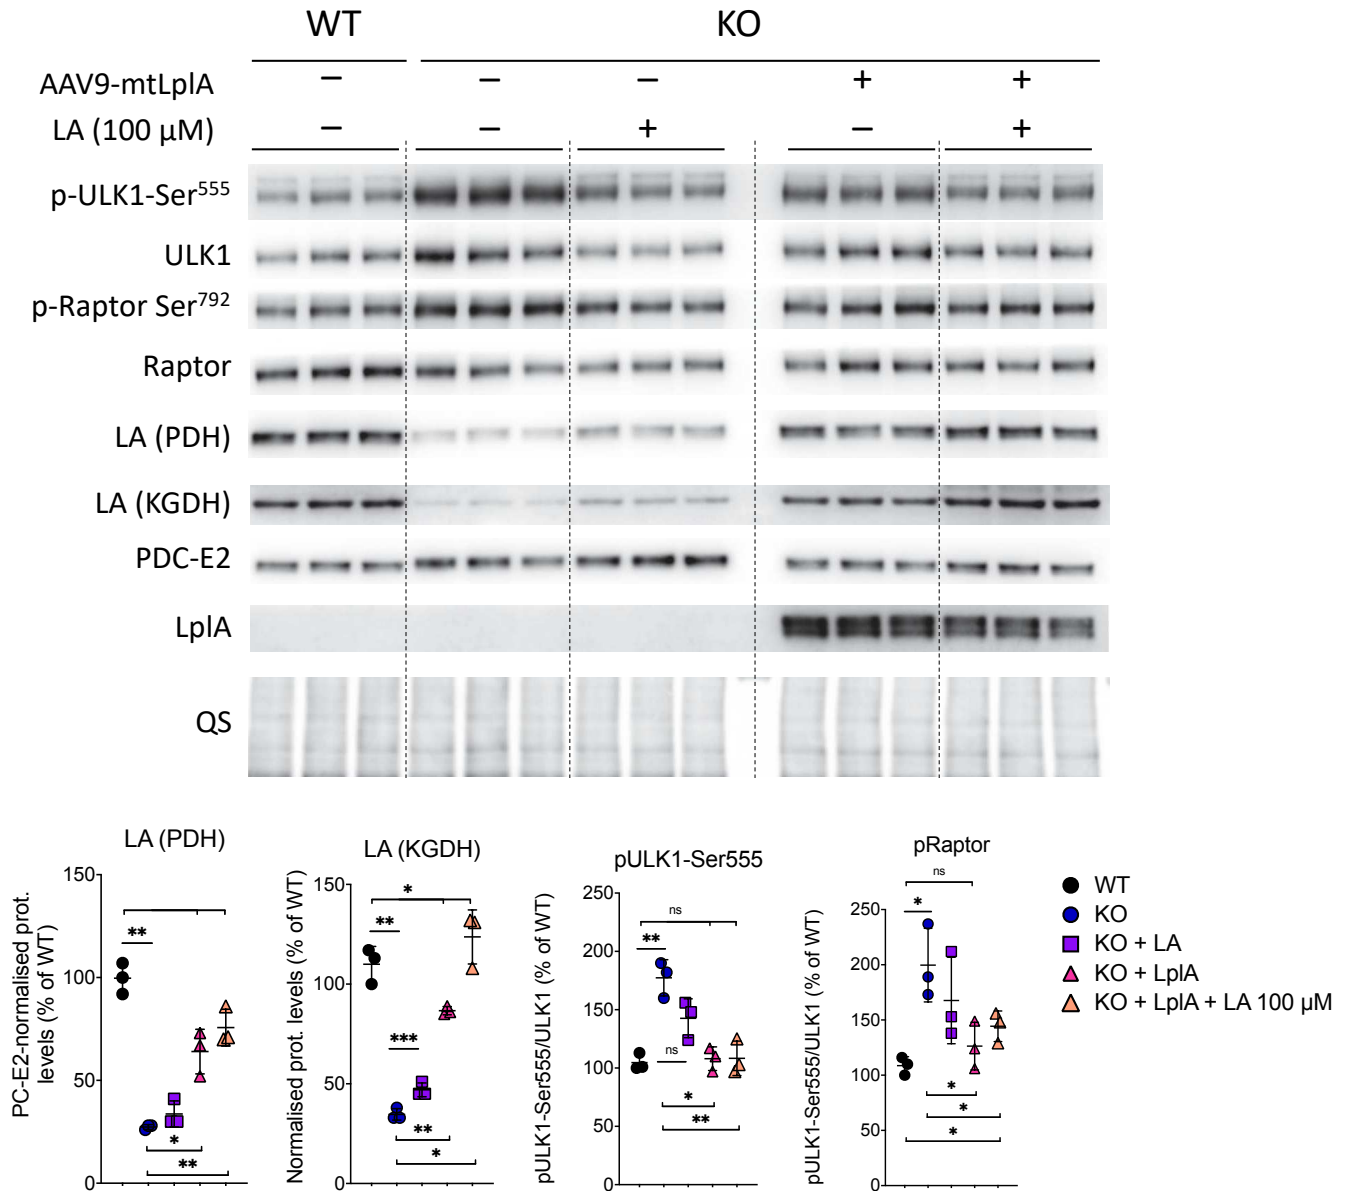 WT KO
AAV9-mtLplA − − − + +
LA (100 µM) − − + − +
p-ULK1-Ser555
ULK1
p-Raptor Ser792
Raptor
LA (PDH)
LA (KGDH)
PDC-E2
LplA
QS
LA (PDH)
PC-E2-normalised prot.
levels (% of WT)
150
100
50
0
**
*
**
LA (KGDH)
Normalised prot. levels (% of WT)
150
100
50
0
*
**
***
**
*
pULK1-Ser555
pULK1-Ser555/ULK1 (% of WT)
250
200
150
100
50
0
ns
**
ns
*
**
pRaptor
pULK1-Ser555/ULK1 (% of WT)
250
200
150
100
50
0
ns
*
*
*
*
WT
KO
KO + LA
KO + LplA
KO + LplA + LA 100 µM